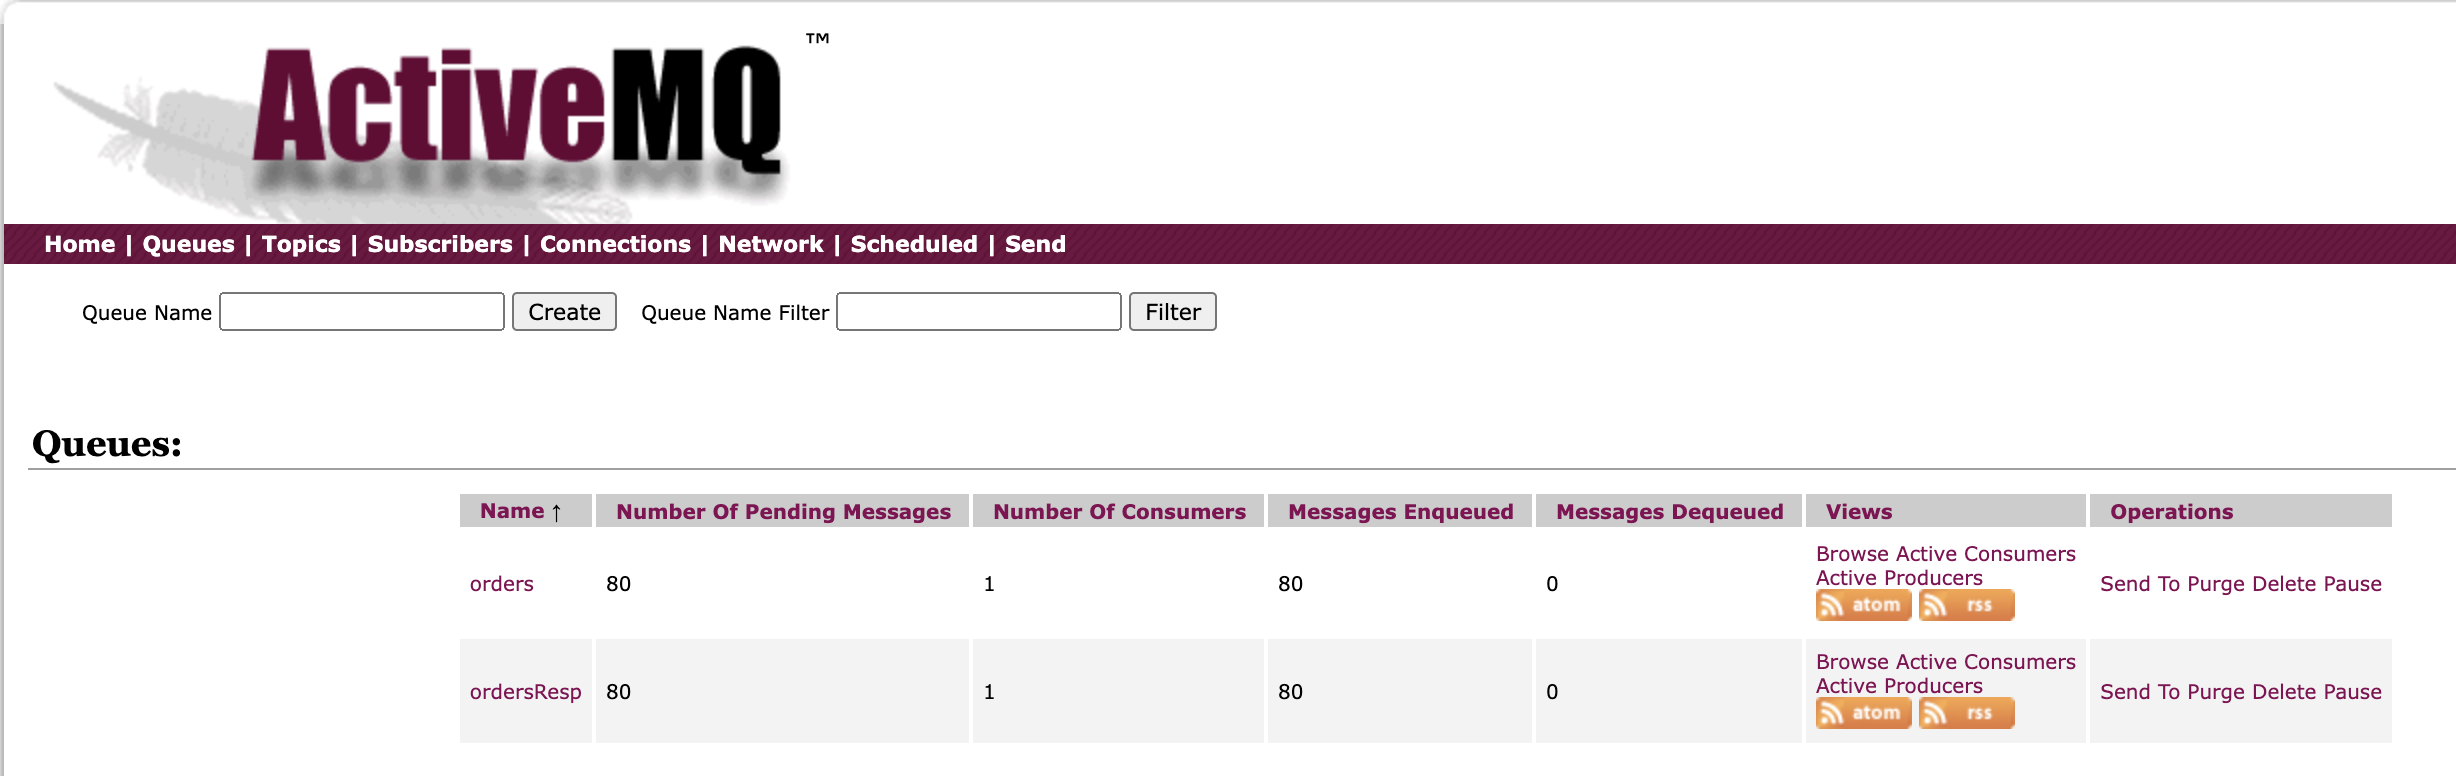 ActiveMQ ™
Home | Queues | Topics | Subscribers | Connections | Network | Scheduled | Send
Queue Name Create Queue Name Filter Filter
Queues:
Name ↑ Number Of Pending Messages Number Of Consumers Messages Enqueued Messages Dequeued Views Operations
orders 80 1 80 0 Browse Active Consumers
Active Producers
atom rss
Send To Purge Delete Pause
ordersResp 80 1 80 0 Browse Active Consumers
Active Producers
atom rss
Send To Purge Delete Pause